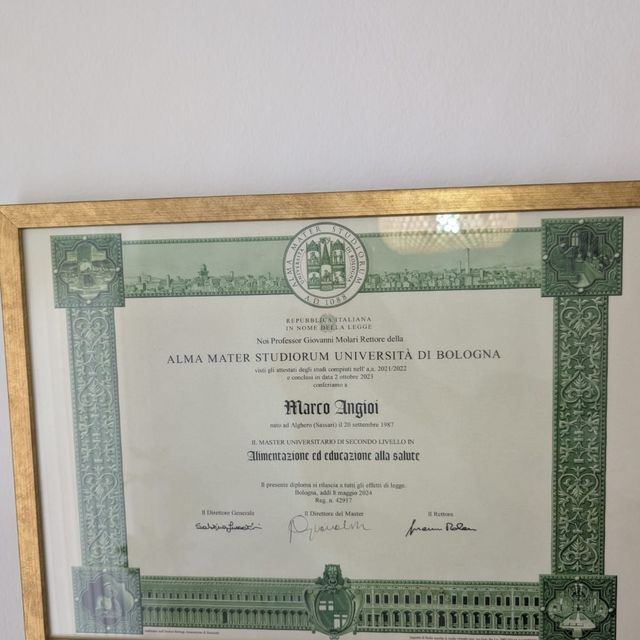 ALMA MATER STUDIORUM
A.D 1088
REPUBBLICA ITALIANA
IN NOME DELLA LEGGE
Noi Professor Giovanni Molari Rettore della
ALMA MATER STUDIORUM UNIVERSITÀ DI BOLOGNA
visti gli attestati degli studi compiuti nell' a.a. 2021/2022
e conclusi in data 2 ottobre 2023
conferiamo a
Marco Angioi
nato ad Alghero (Sassari) il 20 settembre 1987
IL MASTER UNIVERSITARIO DI SECONDO LIVELLO IN
Alimentazione ed educazione alla salute
Il presente diploma si rilascia a tutti gli effetti di legge.
Bologna, addì 8 maggio 2024
Reg. n. 42917
Il Direttore Generale Il Direttore del Master Il Rettore